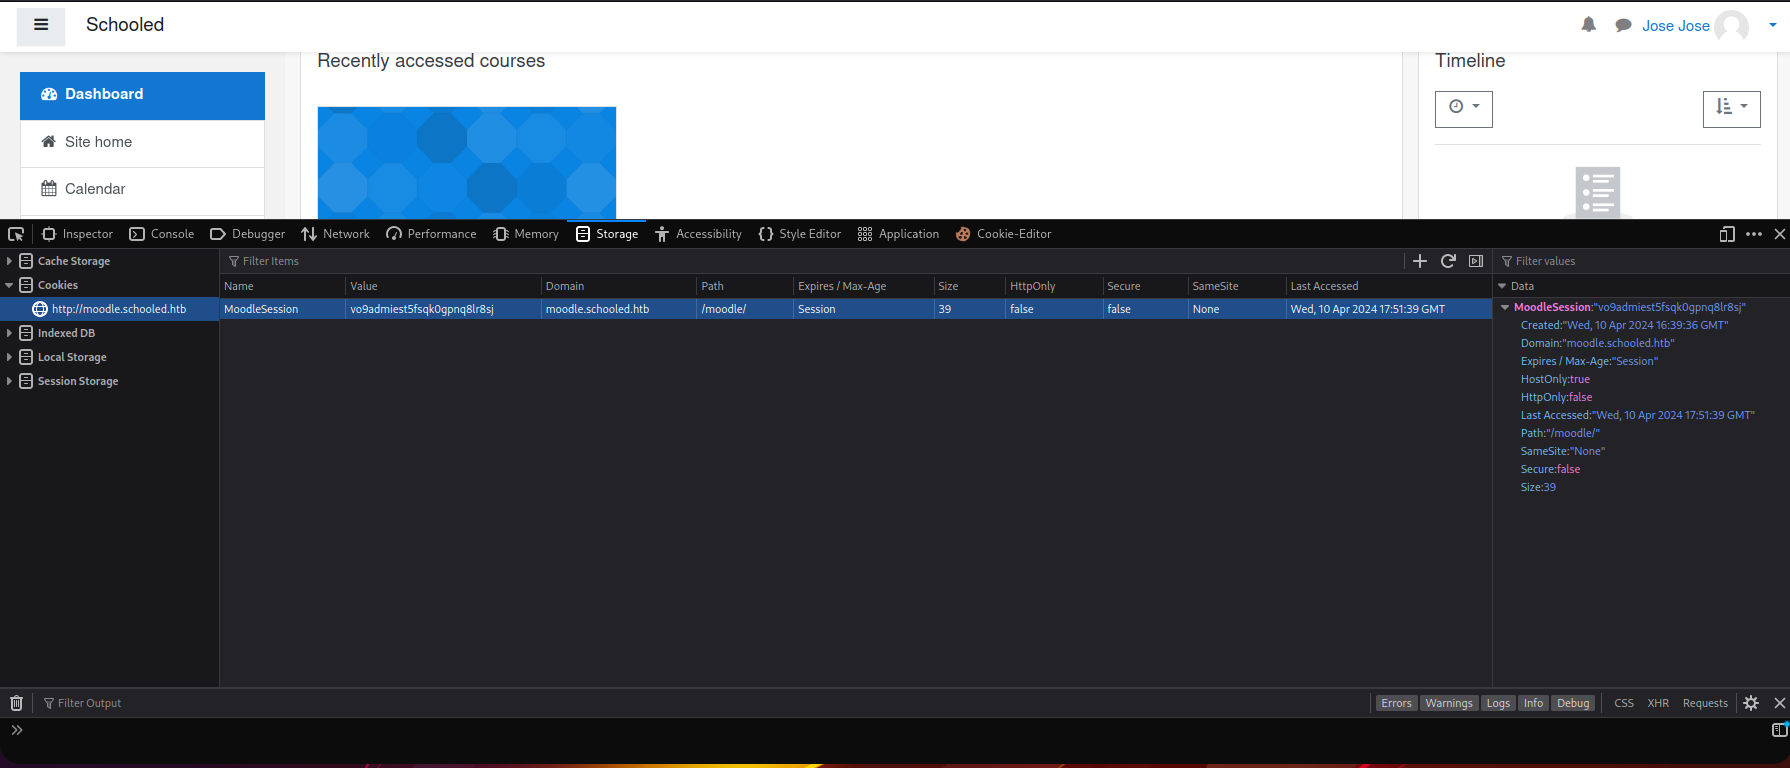 Schooled
Jose Jose
Recently accessed courses
Timeline
Dashboard
Site home
Calendar
Inspector Console Debugger Network Performance Memory Storage Accessibility Style Editor Application Cookie-Editor
Cache Storage
Cookies
http://moodle.schooled.htb
Indexed DB
Local Storage
Session Storage
Filter Items
Name Value Domain Path Expires / Max-Age Size HttpOnly Secure SameSite Last Accessed
MoodleSession vo9admiest5fsqk0gpnq8lr8sj moodle.schooled.htb /moodle/ Session 39 false false None Wed, 10 Apr 2024 17:51:39 GMT
Filter values
Data
MoodleSession:"vo9admiest5fsqk0gpnq8lr8sj"
Created:"Wed, 10 Apr 2024 16:39:36 GMT"
Domain:"moodle.schooled.htb"
Expires / Max-Age:"Session"
HostOnly:true
HttpOnly:false
Last Accessed:"Wed, 10 Apr 2024 17:51:39 GMT"
Path:"/moodle/"
SameSite:"None"
Secure:false
Size:39
Filter Output
Errors Warnings Logs Info Debug CSS XHR Requests